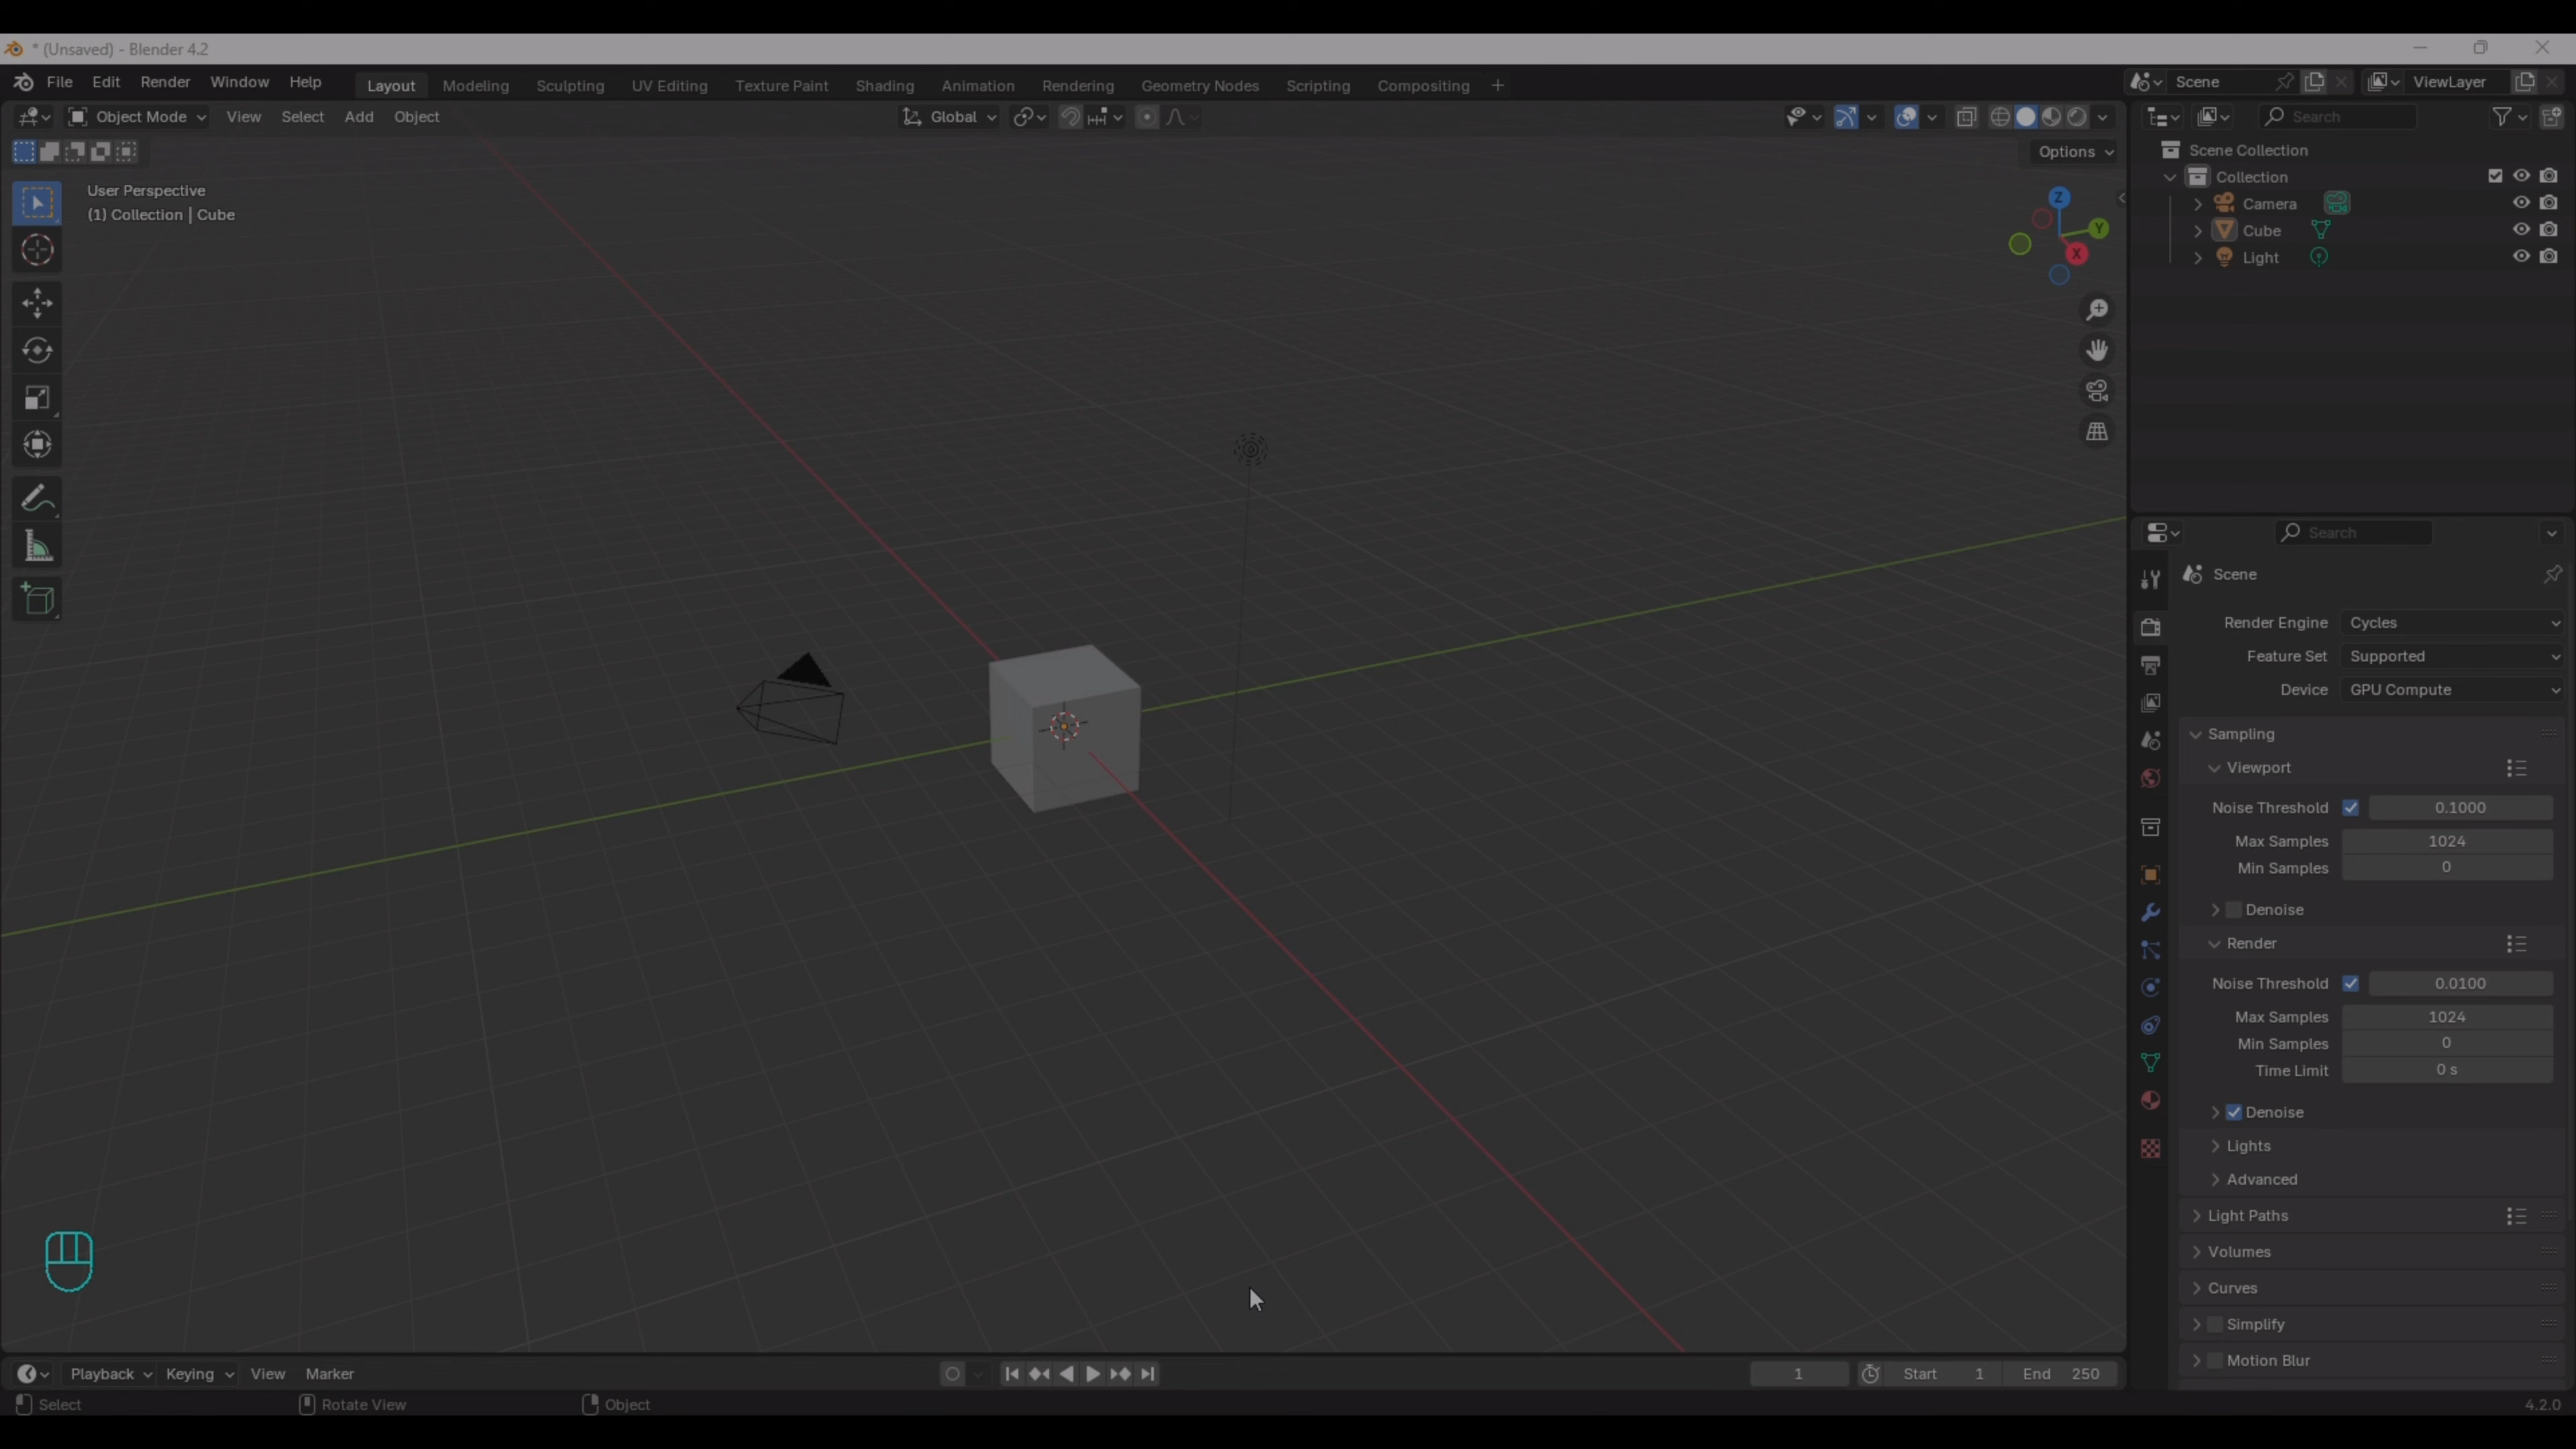 * (Unsaved) - Blender 4.2
File Edit Render Window Help Layout Modeling Sculpting UV Editing Texture Paint Shading Animation Rendering Geometry Nodes Scripting Compositing + Scene ViewLayer
Object Mode View Select Add Object Global Search
Options
User Perspective
(1) Collection | Cube
Z
Y
X
Scene Collection
Collection
Camera
Cube
Light
Search
Scene
Render Engine Cycles
Feature Set Supported
Device GPU Compute
Sampling
Viewport
Noise Threshold 0.1000
Max Samples 1024
Min Samples 0
Denoise
Render
Noise Threshold 0.0100
Max Samples 1024
Min Samples 0
Time Limit 0 s
Denoise
Lights
Advanced
Light Paths
Volumes
Curves
Simplify
Motion Blur
Playback Keying View Marker 1 Start 1 End 250
Select Rotate View Object 4.2.0